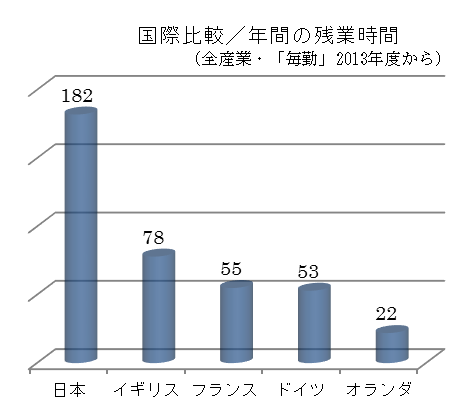 国際比較／年間の残業時間
（全産業・「毎勤」2013年度から）
182
78
55
53
22
日本 イギリス フランス ドイツ オランダ